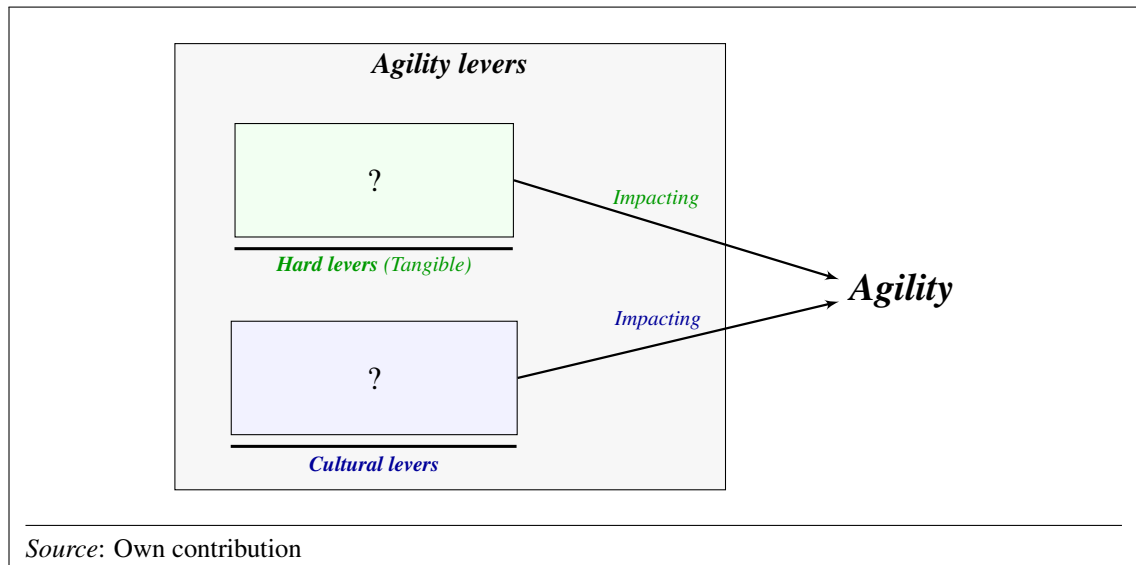 Agility levers
?
Impacting
Hard levers (Tangible)
Agility
Impacting
?
Cultural levers
Source: Own contribution